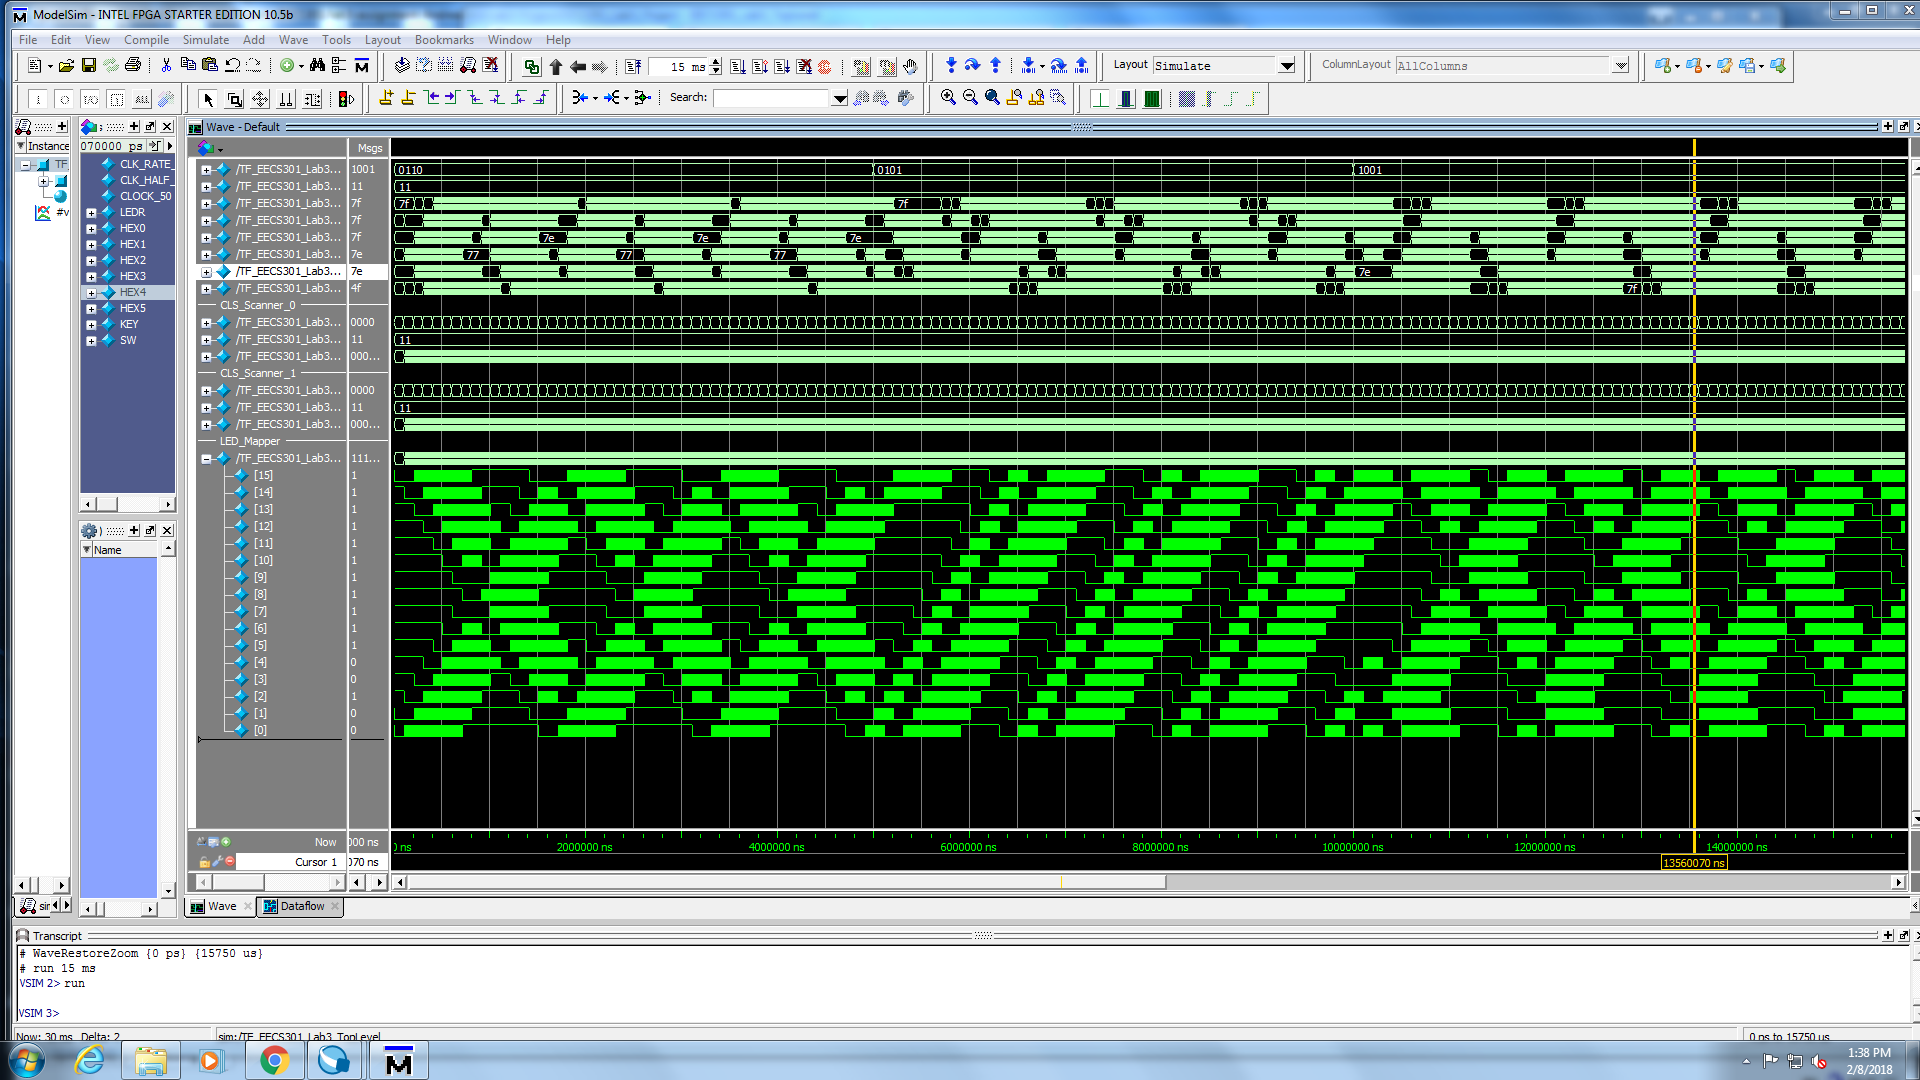 ModelSim - INTEL FPGA STARTER EDITION 10.5b
File Edit View Compile Simulate Add Wave Tools Layout Bookmarks Window Help
15 ms
Layout Simulate
ColumnLayout AllColumns
Search:
Wave - Default
Instance
070000 ps
Msgs
TF
CLK_RATE_
CLK_HALF_
CLOCK_50
#v
LEDR
HEX0
HEX1
HEX2
HEX3
HEX4
HEX5
KEY
SW
Name
/TF_EECS301_Lab3... 1001 0110 0101 1001
/TF_EECS301_Lab3... 11 11
/TF_EECS301_Lab3... 7f 7f 7f
/TF_EECS301_Lab3... 7f
/TF_EECS301_Lab3... 7f 7e 7e 7e
/TF_EECS301_Lab3... 7e 77 77 77
/TF_EECS301_Lab3... 7e 7e
/TF_EECS301_Lab3... 4f 7f
CLS_Scanner_0
/TF_EECS301_Lab3... 0000
/TF_EECS301_Lab3... 11 11
/TF_EECS301_Lab3... 000...
CLS_Scanner_1
/TF_EECS301_Lab3... 0000
/TF_EECS301_Lab3... 11 11
/TF_EECS301_Lab3... 000...
LED_Mapper
/TF_EECS301_Lab3... 111...
[15] 1
[14] 1
[13] 1
[12] 1
[11] 1
[10] 1
[9] 1
[8] 1
[7] 1
[6] 1
[5] 1
[4] 0
[3] 0
[2] 1
[1] 0
[0] 0
Now 000 ns
ns 2000000 ns 4000000 ns 6000000 ns 8000000 ns 10000000 ns 12000000 ns 14000000 ns
Cursor 1 070 ns
13560070 ns
sim
Wave Dataflow
Transcript
# WaveRestoreZoom {0 ps} {15750 us}
# run 15 ms
VSIM 2> run
VSIM 3>
Now: 30 ms Delta: 2
sim:/TF_EECS301_Lab3_TopLevel
0 ns to 15750 us
1:38 PM
2/8/2018